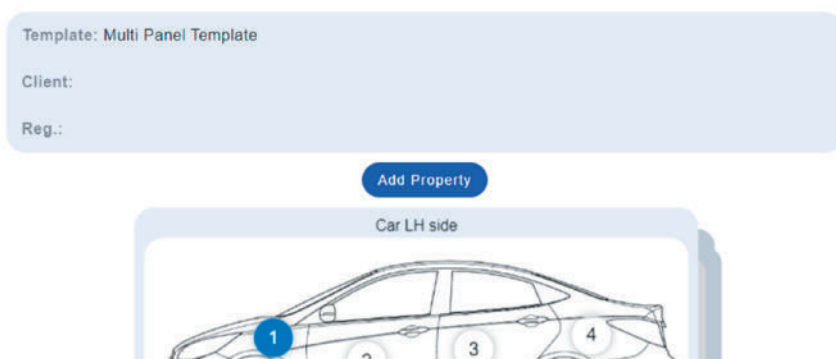 Template: Multi Panel Template
Client:
Reg.:
Add Property
Car LH side
1
2
3
4